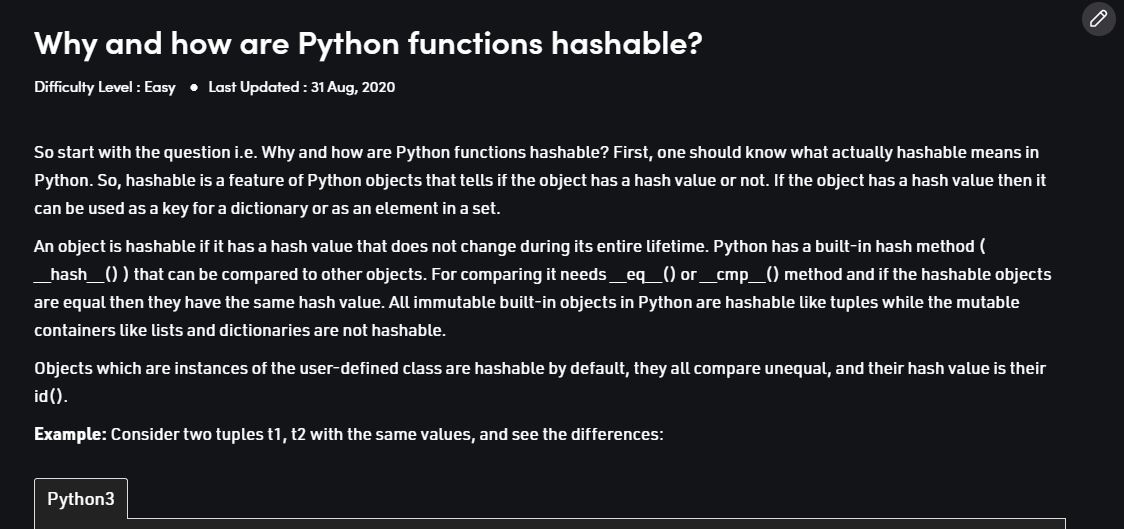 Why and how are Python functions hashable?
Difficulty Level : Easy ● Last Updated : 31 Aug, 2020
So start with the question i.e. Why and how are Python functions hashable? First, one should know what actually hashable means in
Python. So, hashable is a feature of Python objects that tells if the object has a hash value or not. If the object has a hash value then it
can be used as a key for a dictionary or as an element in a set.
An object is hashable if it has a hash value that does not change during its entire lifetime. Python has a built-in hash method (
__hash__() ) that can be compared to other objects. For comparing it needs __eq__() or __cmp__() method and if the hashable objects
are equal then they have the same hash value. All immutable built-in objects in Python are hashable like tuples while the mutable
containers like lists and dictionaries are not hashable.
Objects which are instances of the user-defined class are hashable by default, they all compare unequal, and their hash value is their
id().
Example: Consider two tuples t1, t2 with the same values, and see the differences:
Python3